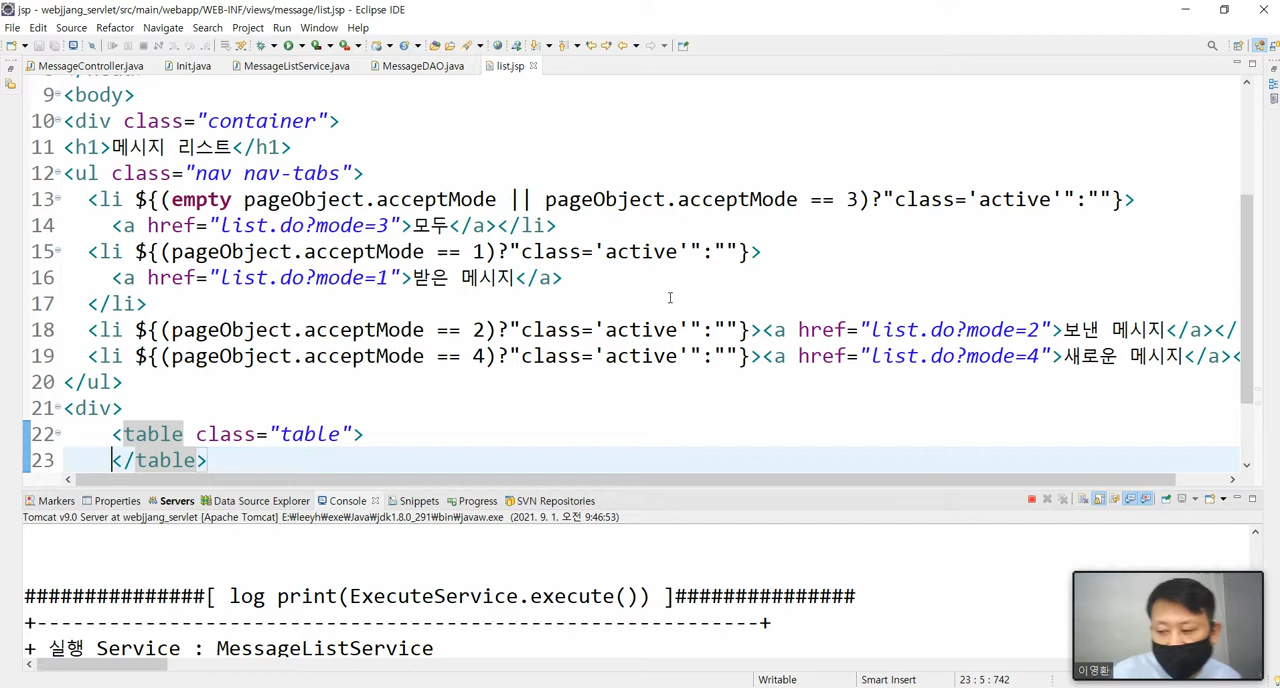 jsp - webjjang_servlet/src/main/webapp/WEB-INF/views/message/list.jsp - Eclipse IDE
File Edit Source Refactor Navigate Search Project Run Window Help
MessageController.java Init.java MessageListService.java MessageDAO.java list.jsp
9 <body>
10 <div class="container">
11 <h1>메시지 리스트</h1>
12 <ul class="nav nav-tabs">
13 <li ${(empty pageObject.acceptMode || pageObject.acceptMode == 3)?"class='active'":""}>
14 <a href="list.do?mode=3">모두</a></li>
15 <li ${(pageObject.acceptMode == 1)?"class='active'":""}>
16 <a href="list.do?mode=1">받은 메시지</a>
17 </li>
18 <li ${(pageObject.acceptMode == 2)?"class='active'":""}><a href="list.do?mode=2">보낸 메시지</a></
19 <li ${(pageObject.acceptMode == 4)?"class='active'":""}><a href="list.do?mode=4">새로운 메시지</a><
20 </ul>
21 <div>
22 <table class="table">
23 </table>
Markers Properties Servers Data Source Explorer Console Snippets Progress SVN Repositories
Tomcat v9.0 Server at webjjang_servlet [Apache Tomcat] E:₩leeyh₩exe₩Java₩jdk1.8.0_291₩bin₩javaw.exe (2021. 9. 1. 오전 9:46:53)
###############[ log print(ExecuteService.execute()) ]###############
+------------------------------------------------------------+
+ 실행 Service : MessageListService
이영환
Writable Smart Insert 23 : 5 : 742